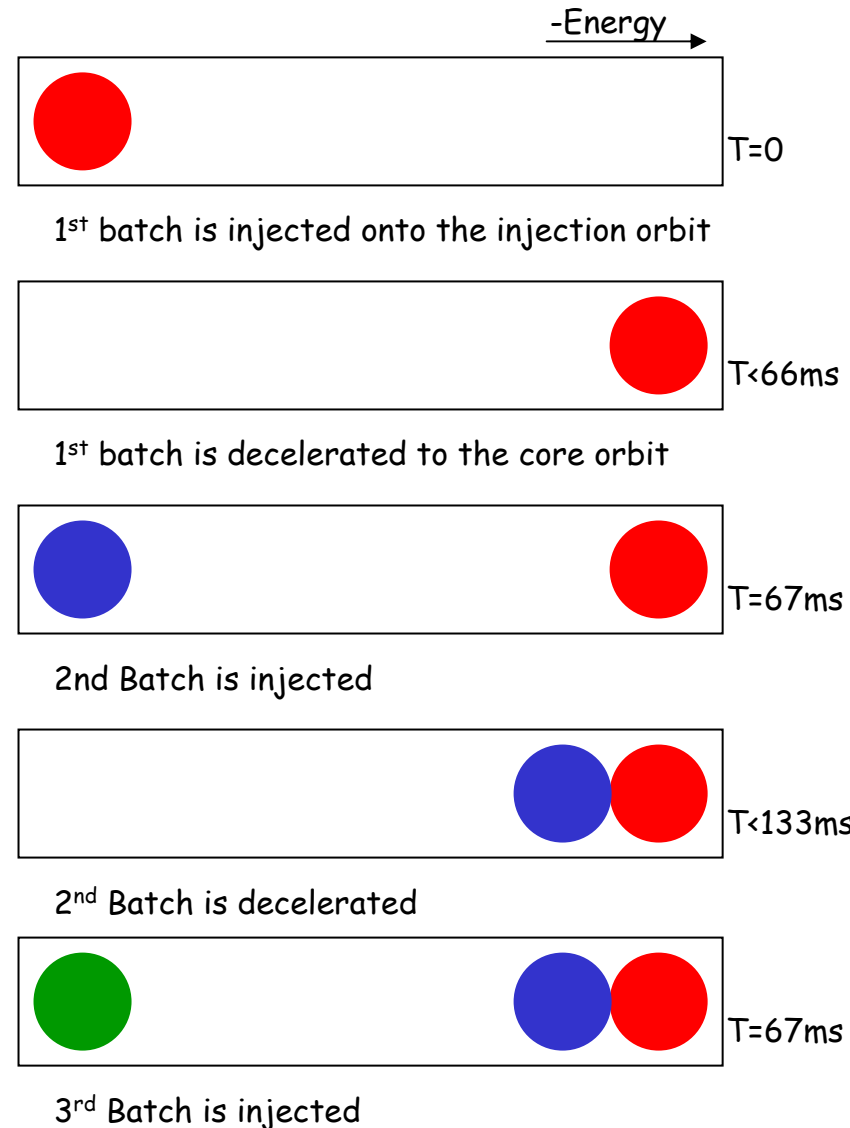 -Energy
T=0
1st batch is injected onto the injection orbit
T<66ms
1st batch is decelerated to the core orbit
T=67ms
2nd Batch is injected
T<133ms
2nd Batch is decelerated
T=67ms
3rd Batch is injected